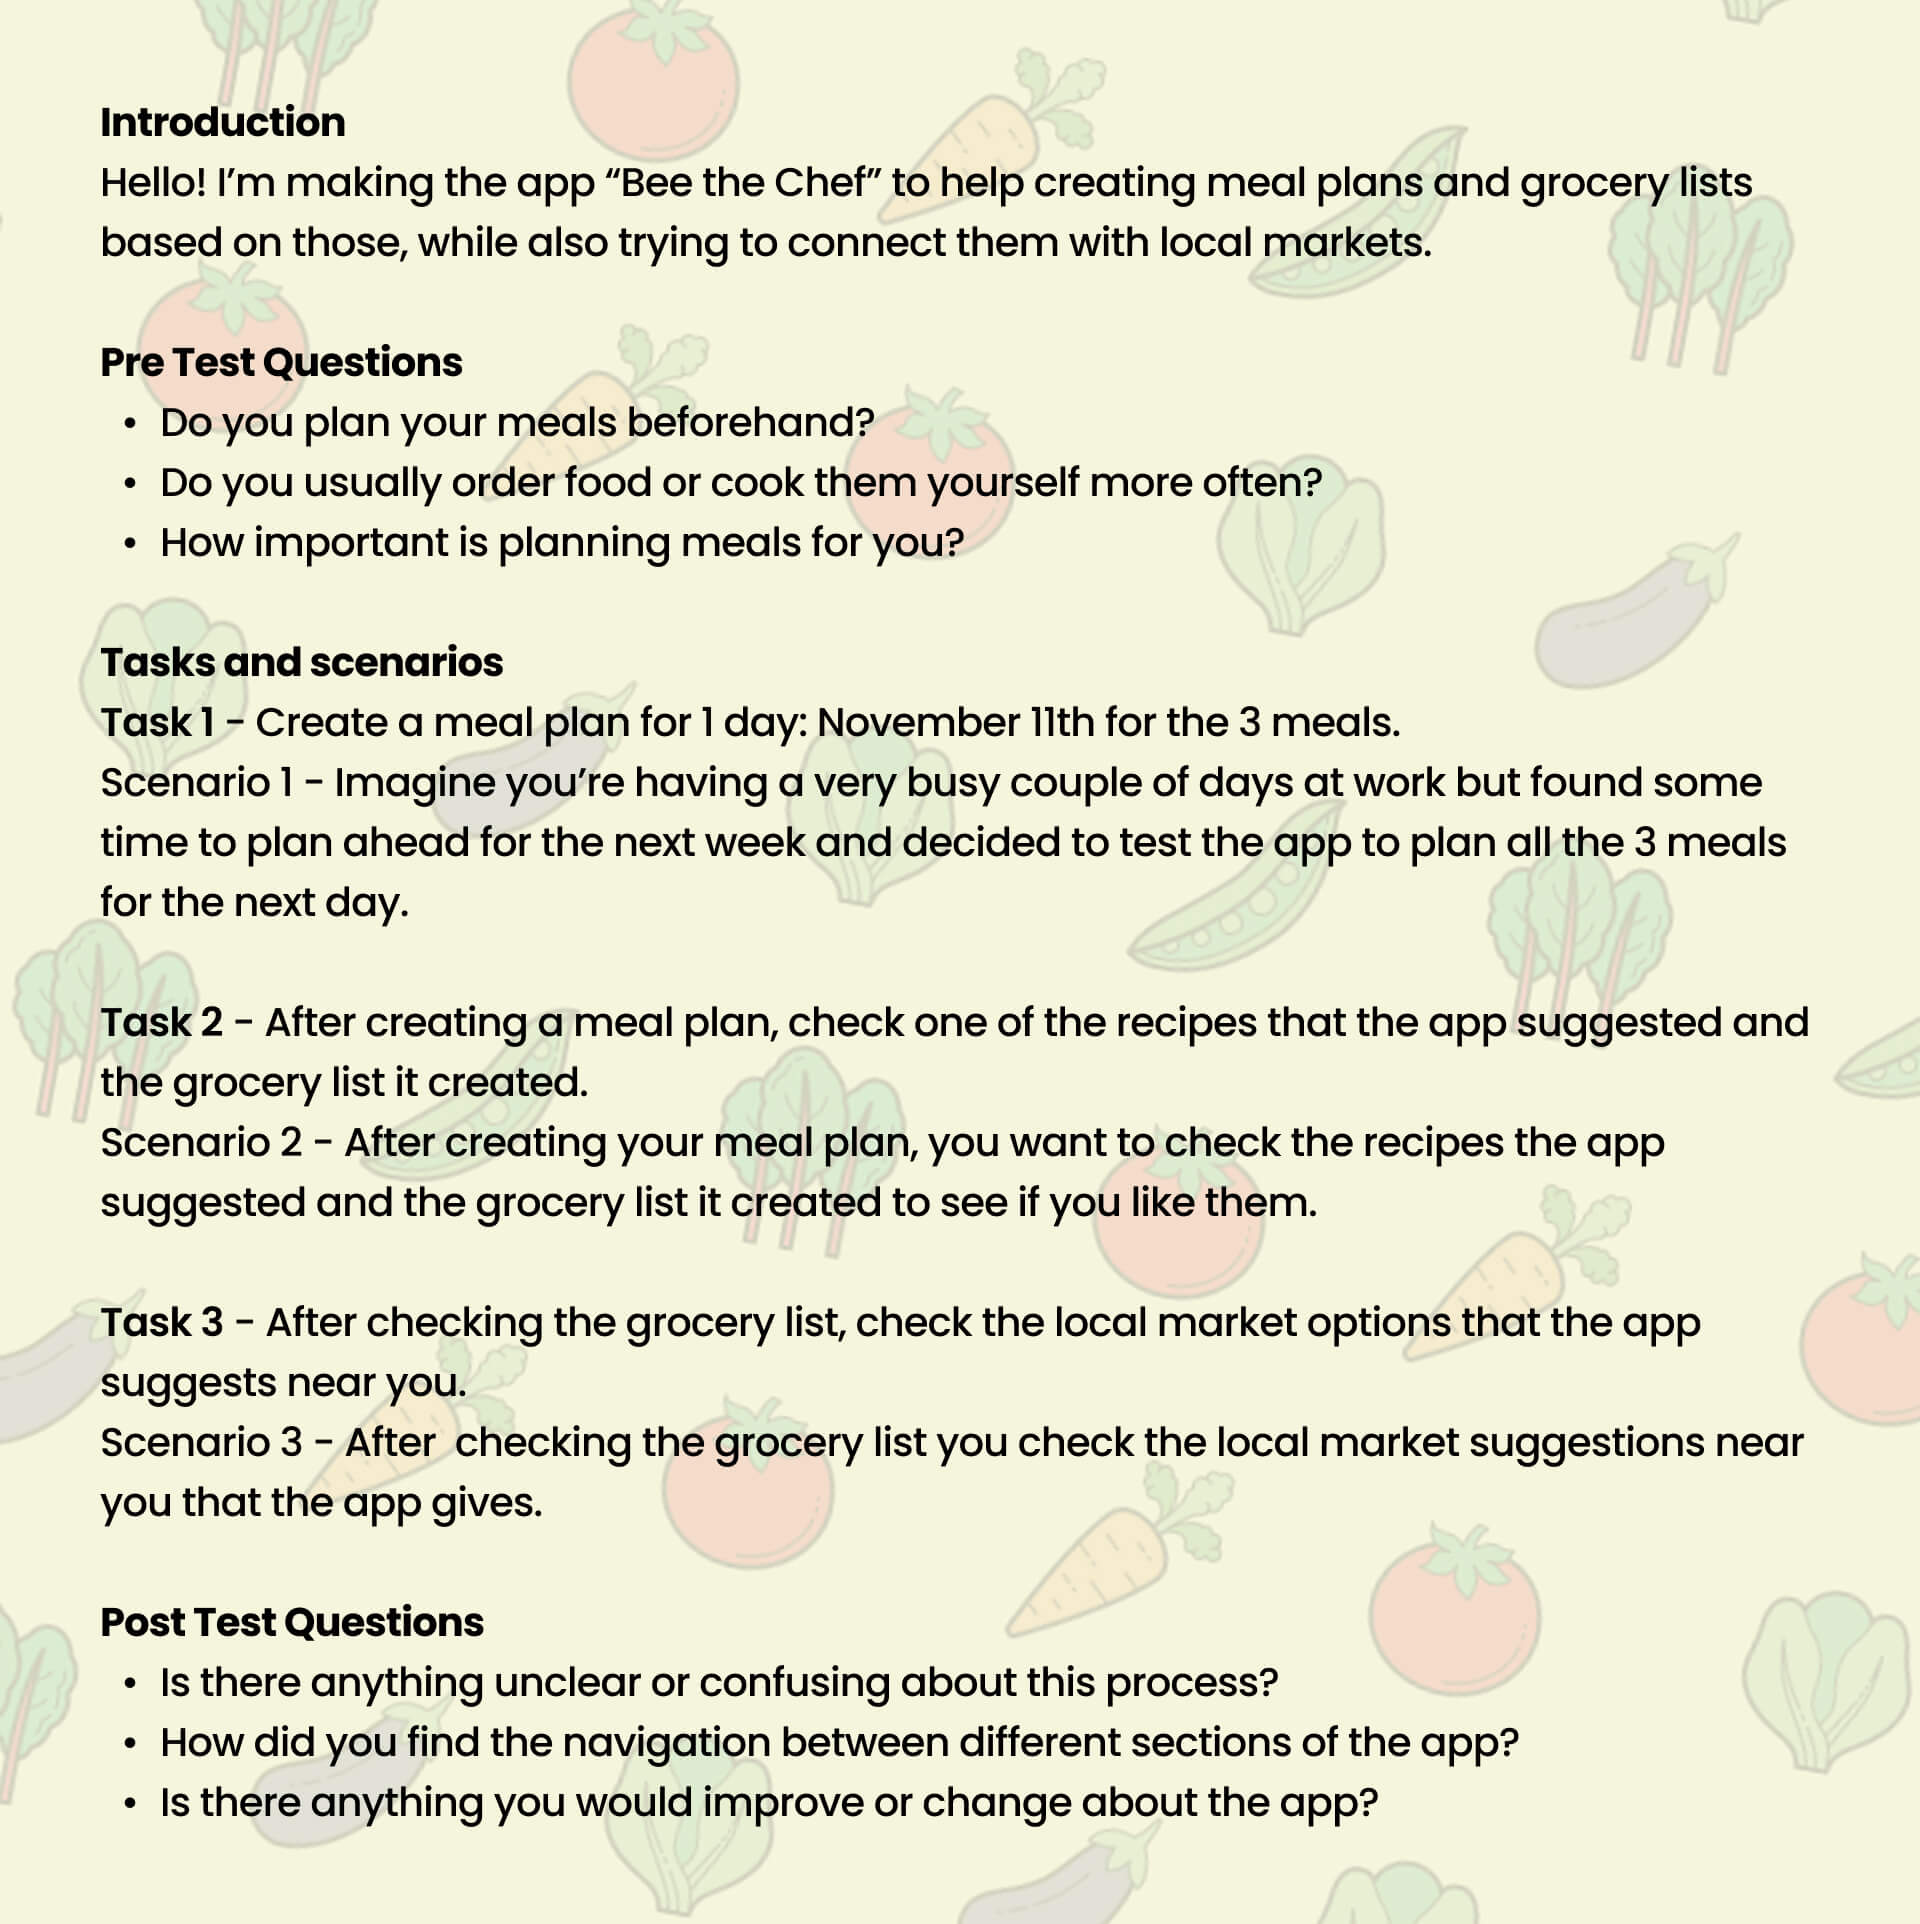 Introduction
Hello! I’m making the app “Bee the Chef” to help creating meal plans and grocery lists
based on those, while also trying to connect them with local markets.
Pre Test Questions
• Do you plan your meals beforehand?
• Do you usually order food or cook them yourself more often?
• How important is planning meals for you?
Tasks and scenarios
Task 1 - Create a meal plan for 1 day: November 11th for the 3 meals.
Scenario 1 - Imagine you’re having a very busy couple of days at work but found some
time to plan ahead for the next week and decided to test the app to plan all the 3 meals
for the next day.
Task 2 - After creating a meal plan, check one of the recipes that the app suggested and
the grocery list it created.
Scenario 2 - After creating your meal plan, you want to check the recipes the app
suggested and the grocery list it created to see if you like them.
Task 3 - After checking the grocery list, check the local market options that the app
suggests near you.
Scenario 3 - After  checking the grocery list you check the local market suggestions near
you that the app gives.
Post Test Questions
• Is there anything unclear or confusing about this process?
• How did you find the navigation between different sections of the app?
• Is there anything you would improve or change about the app?